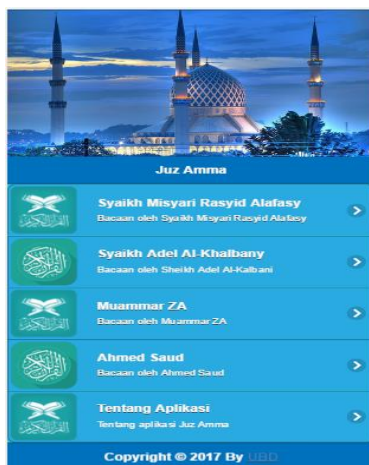 Juz Amma
Syaikh Misyari Rasyid Alafasy
Bacaan oleh Syaikh Misyari Rasyid Alafasy
Syaikh Adel Al-Khalbany
Bacaan oleh Sheikh Adel Al-Kalbani
Muammar ZA
Bacaan oleh Muammar ZA
Ahmed Saud
Bacaan oleh Ahmed Saud
Tentang Aplikasi
Tentang aplikasi Juz Amma
Copyright © 2017 By UBD